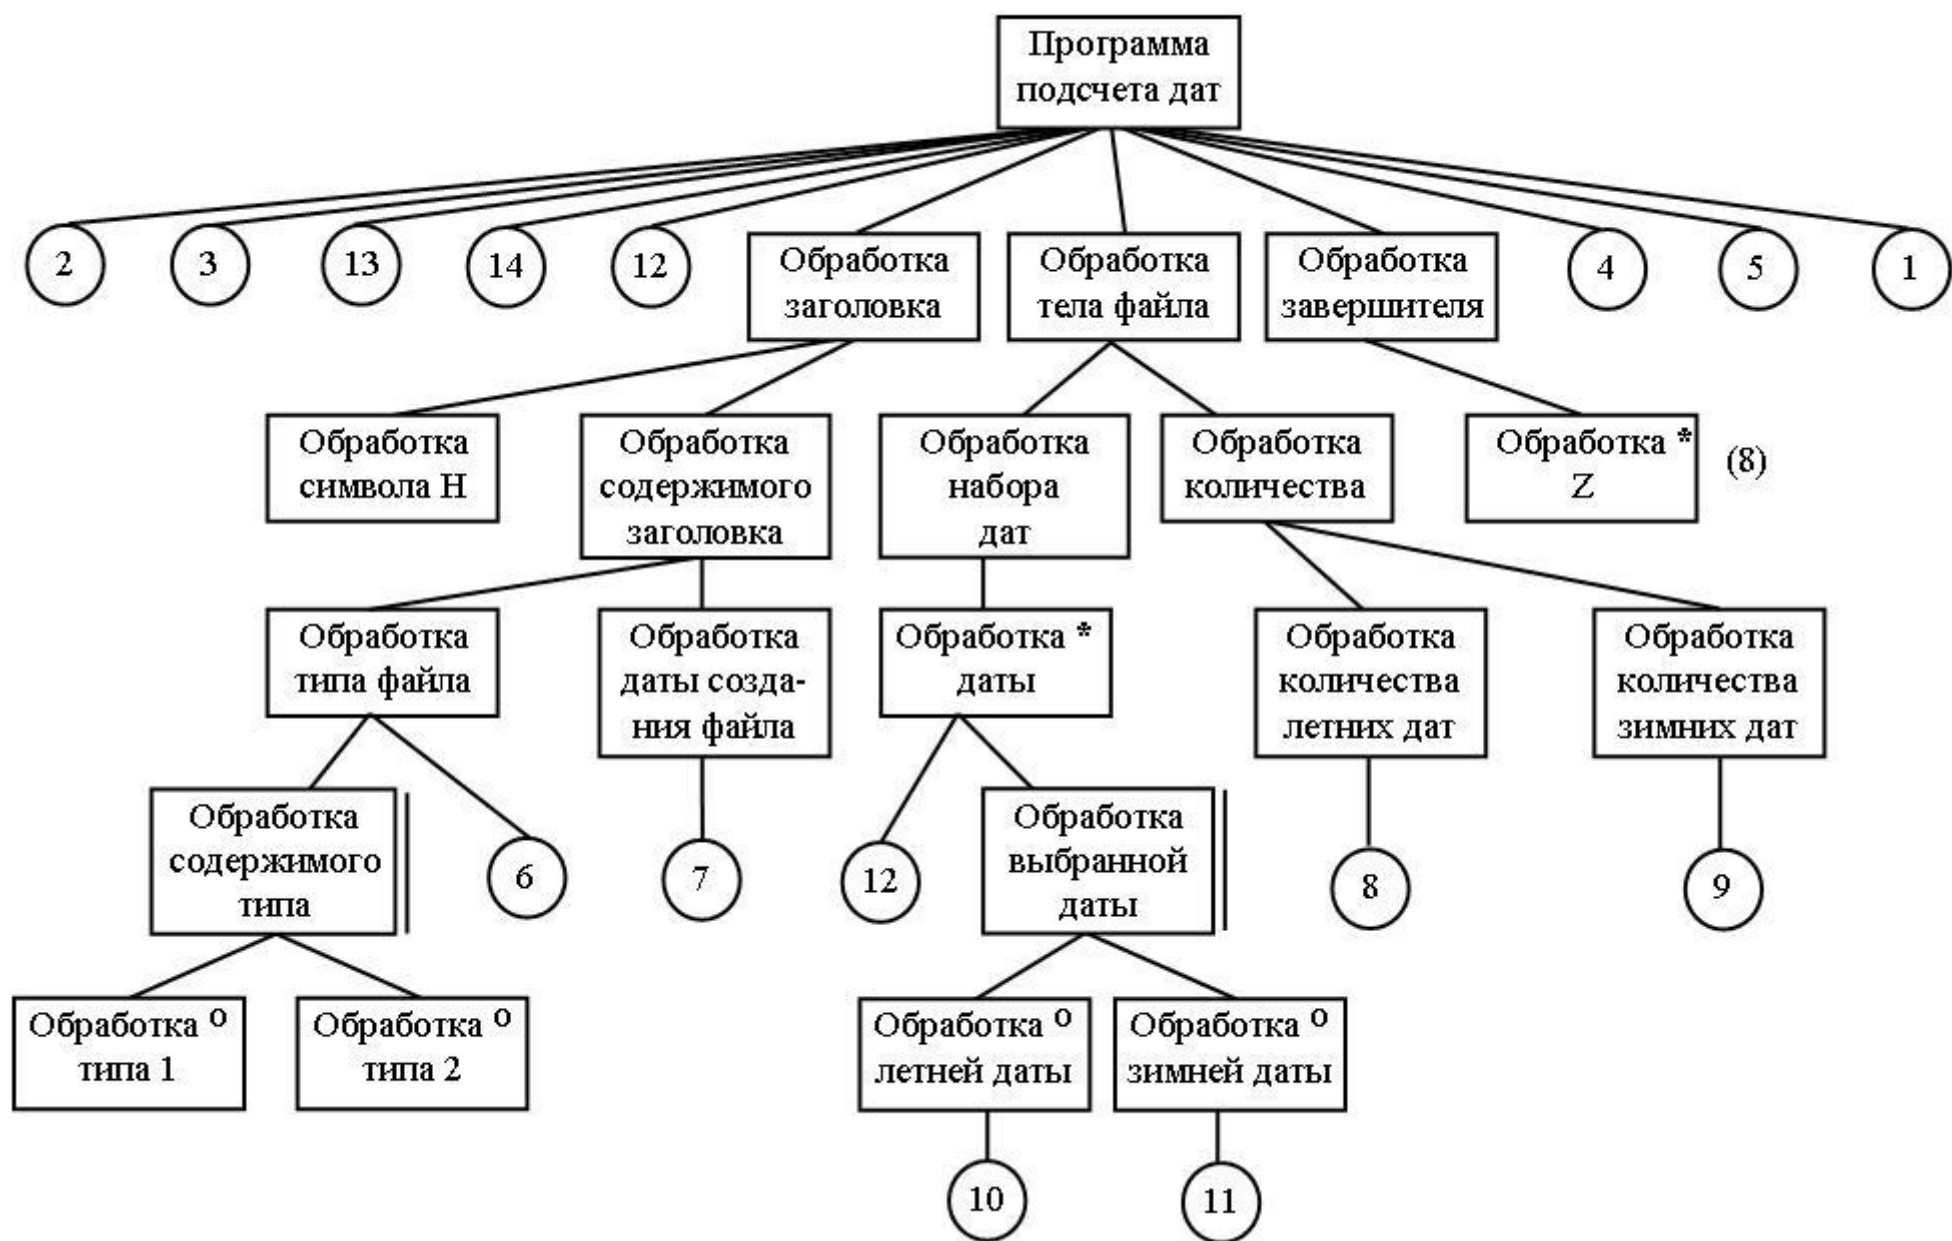 Программа
подсчета дат
2
3
13
14
12
Обработка
заголовка
Обработка
тела файла
Обработка
завершителя
4
5
1
Обработка
символа H
Обработка
содержимого
заголовка
Обработка
набора
дат
Обработка
количества
Обработка *
Z
(8)
Обработка
типа файла
Обработка
даты созда-
ния файла
Обработка *
даты
Обработка
количества
летних дат
Обработка
количества
зимних дат
Обработка
содержимого
типа
6
7
12
Обработка
выбранной
даты
8
9
Обработка o
типа 1
Обработка o
типа 2
Обработка o
летней даты
Обработка o
зимней даты
10
11